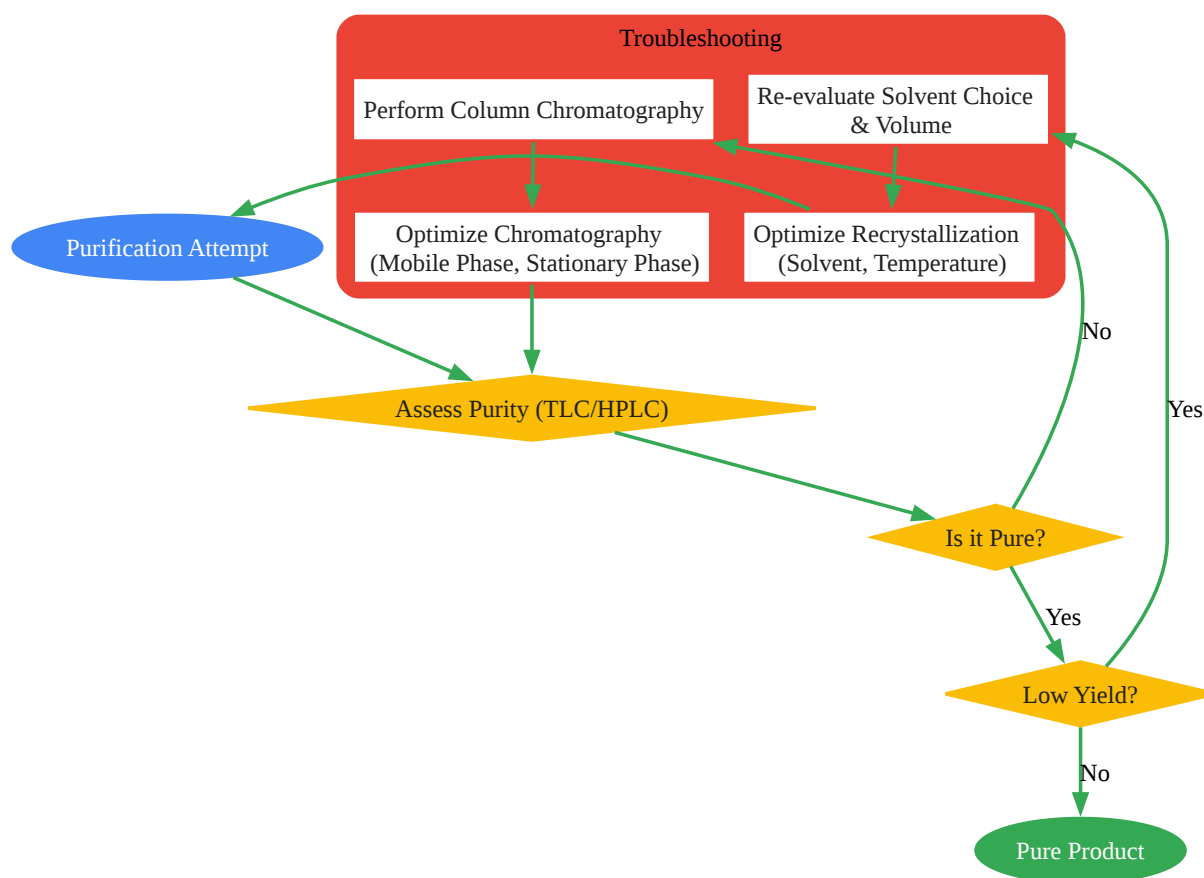 Troubleshooting
Perform Column Chromatography
Re-evaluate Solvent Choice
& Volume
Optimize Chromatography
(Mobile Phase, Stationary Phase)
Optimize Recrystallization
(Solvent, Temperature)
Purification Attempt
No
Assess Purity (TLC/HPLC)
Yes
Is it Pure?
Yes
Low Yield?
No
Pure Product